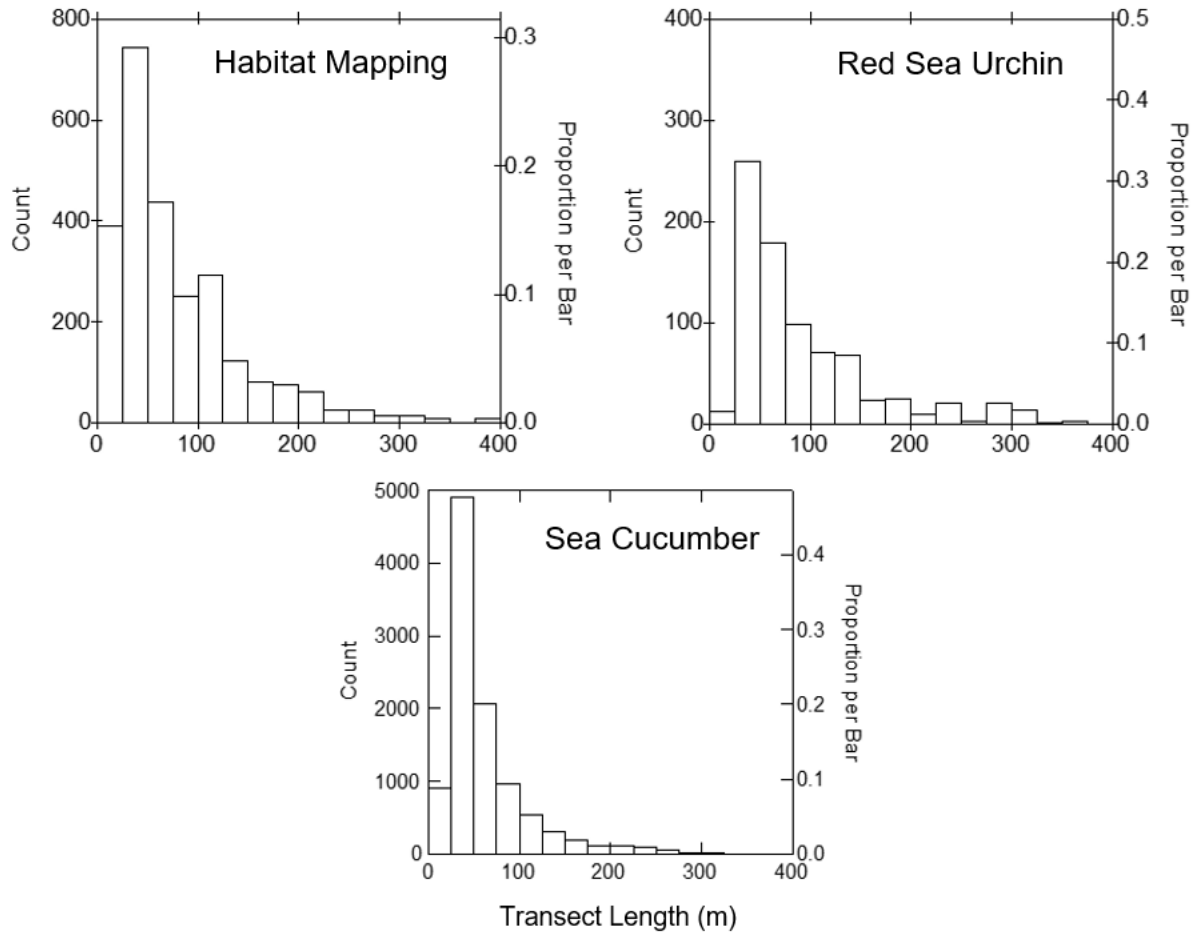 Habitat Mapping
Count
800
600
400
200
0
0 100 200 300 400
0.3
0.2
0.1
0.0
Proportion per Bar
Red Sea Urchin
Count
400
300
200
100
0
0 100 200 300 400
0.5
0.4
0.3
0.2
0.1
0.0
Proportion per Bar
Sea Cucumber
Count
5000
4000
3000
2000
1000
0
0 100 200 300 400
0.4
0.3
0.2
0.1
0.0
Proportion per Bar
Transect Length (m)